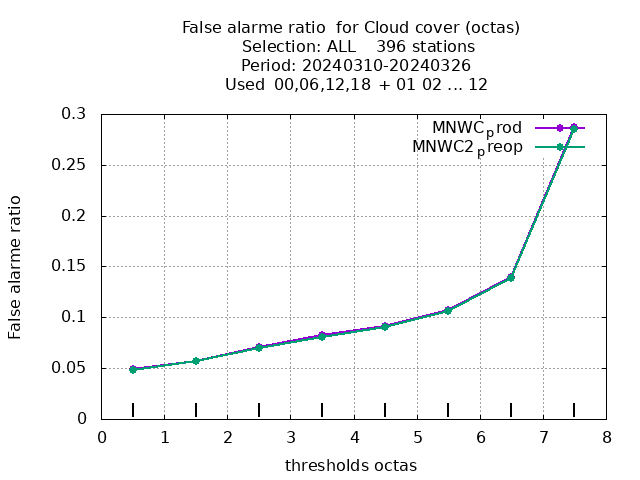 False alarme ratio  for Cloud cover (octas)
Selection: ALL    396 stations
Period: 20240310-20240326
Used  00,06,12,18 + 01 02 ... 12
MNWCprod
MNWC2preop
0.3
0.25
0.2
0.15
0.1
0.05
0
False alarme ratio
0 1 2 3 4 5 6 7 8
thresholds octas